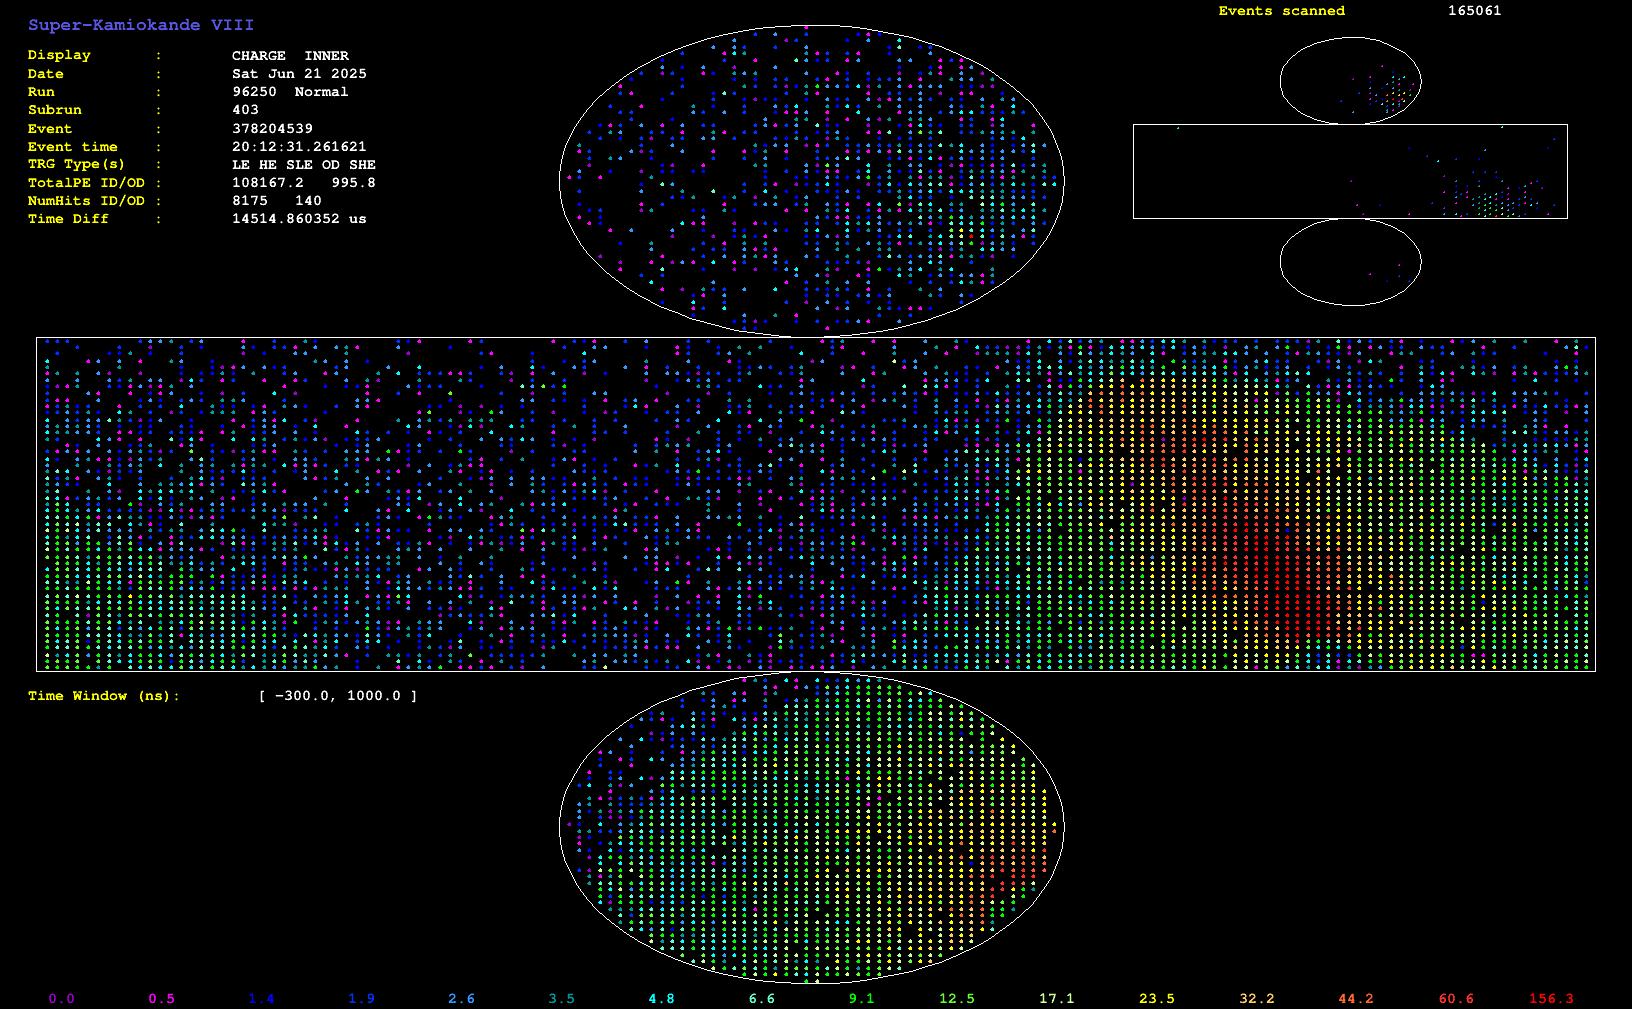 Super-Kamiokande VIII
Events scanned 165061
Display : CHARGE INNER
Date : Sat Jun 21 2025
Run : 96250 Normal
Subrun : 403
Event : 378204539
Event time : 20:12:31.261621
TRG Type(s) : LE HE SLE OD SHE
TotalPE ID/OD : 108167.2 995.8
NumHits ID/OD : 8175 140
Time Diff : 14514.860352 us
Time Window (ns): [ -300.0, 1000.0 ]
0.0 0.5 1.4 1.9 2.6 3.5 4.8 6.6 9.1 12.5 17.1 23.5 32.2 44.2 60.6 156.3